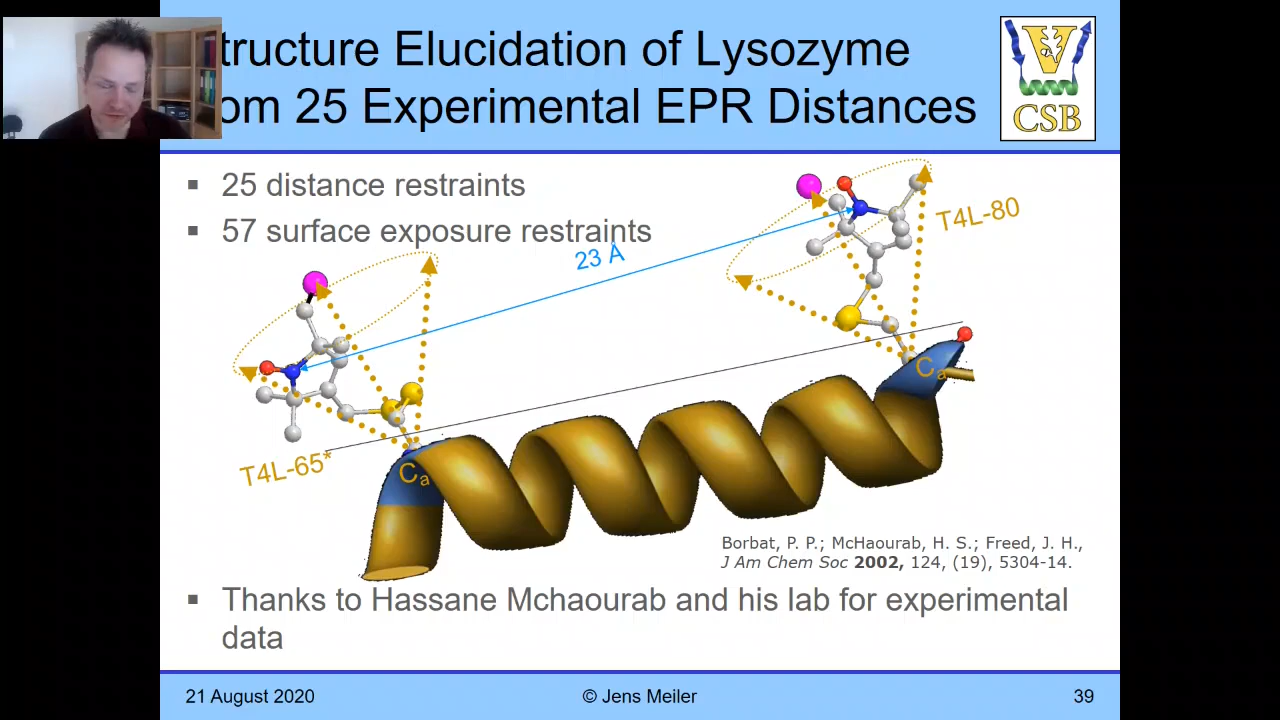 tructure Elucidation of Lysozyme
om 25 Experimental EPR Distances
CSB
▪ 25 distance restraints
▪ 57 surface exposure restraints
23 Å
T4L-80
T4L-65*
Ca
Ca
Borbat, P. P.; McHaourab, H. S.; Freed, J. H.,
J Am Chem Soc 2002, 124, (19), 5304-14.
▪ Thanks to Hassane Mchaourab and his lab for experimental
data
21 August 2020
© Jens Meiler
39